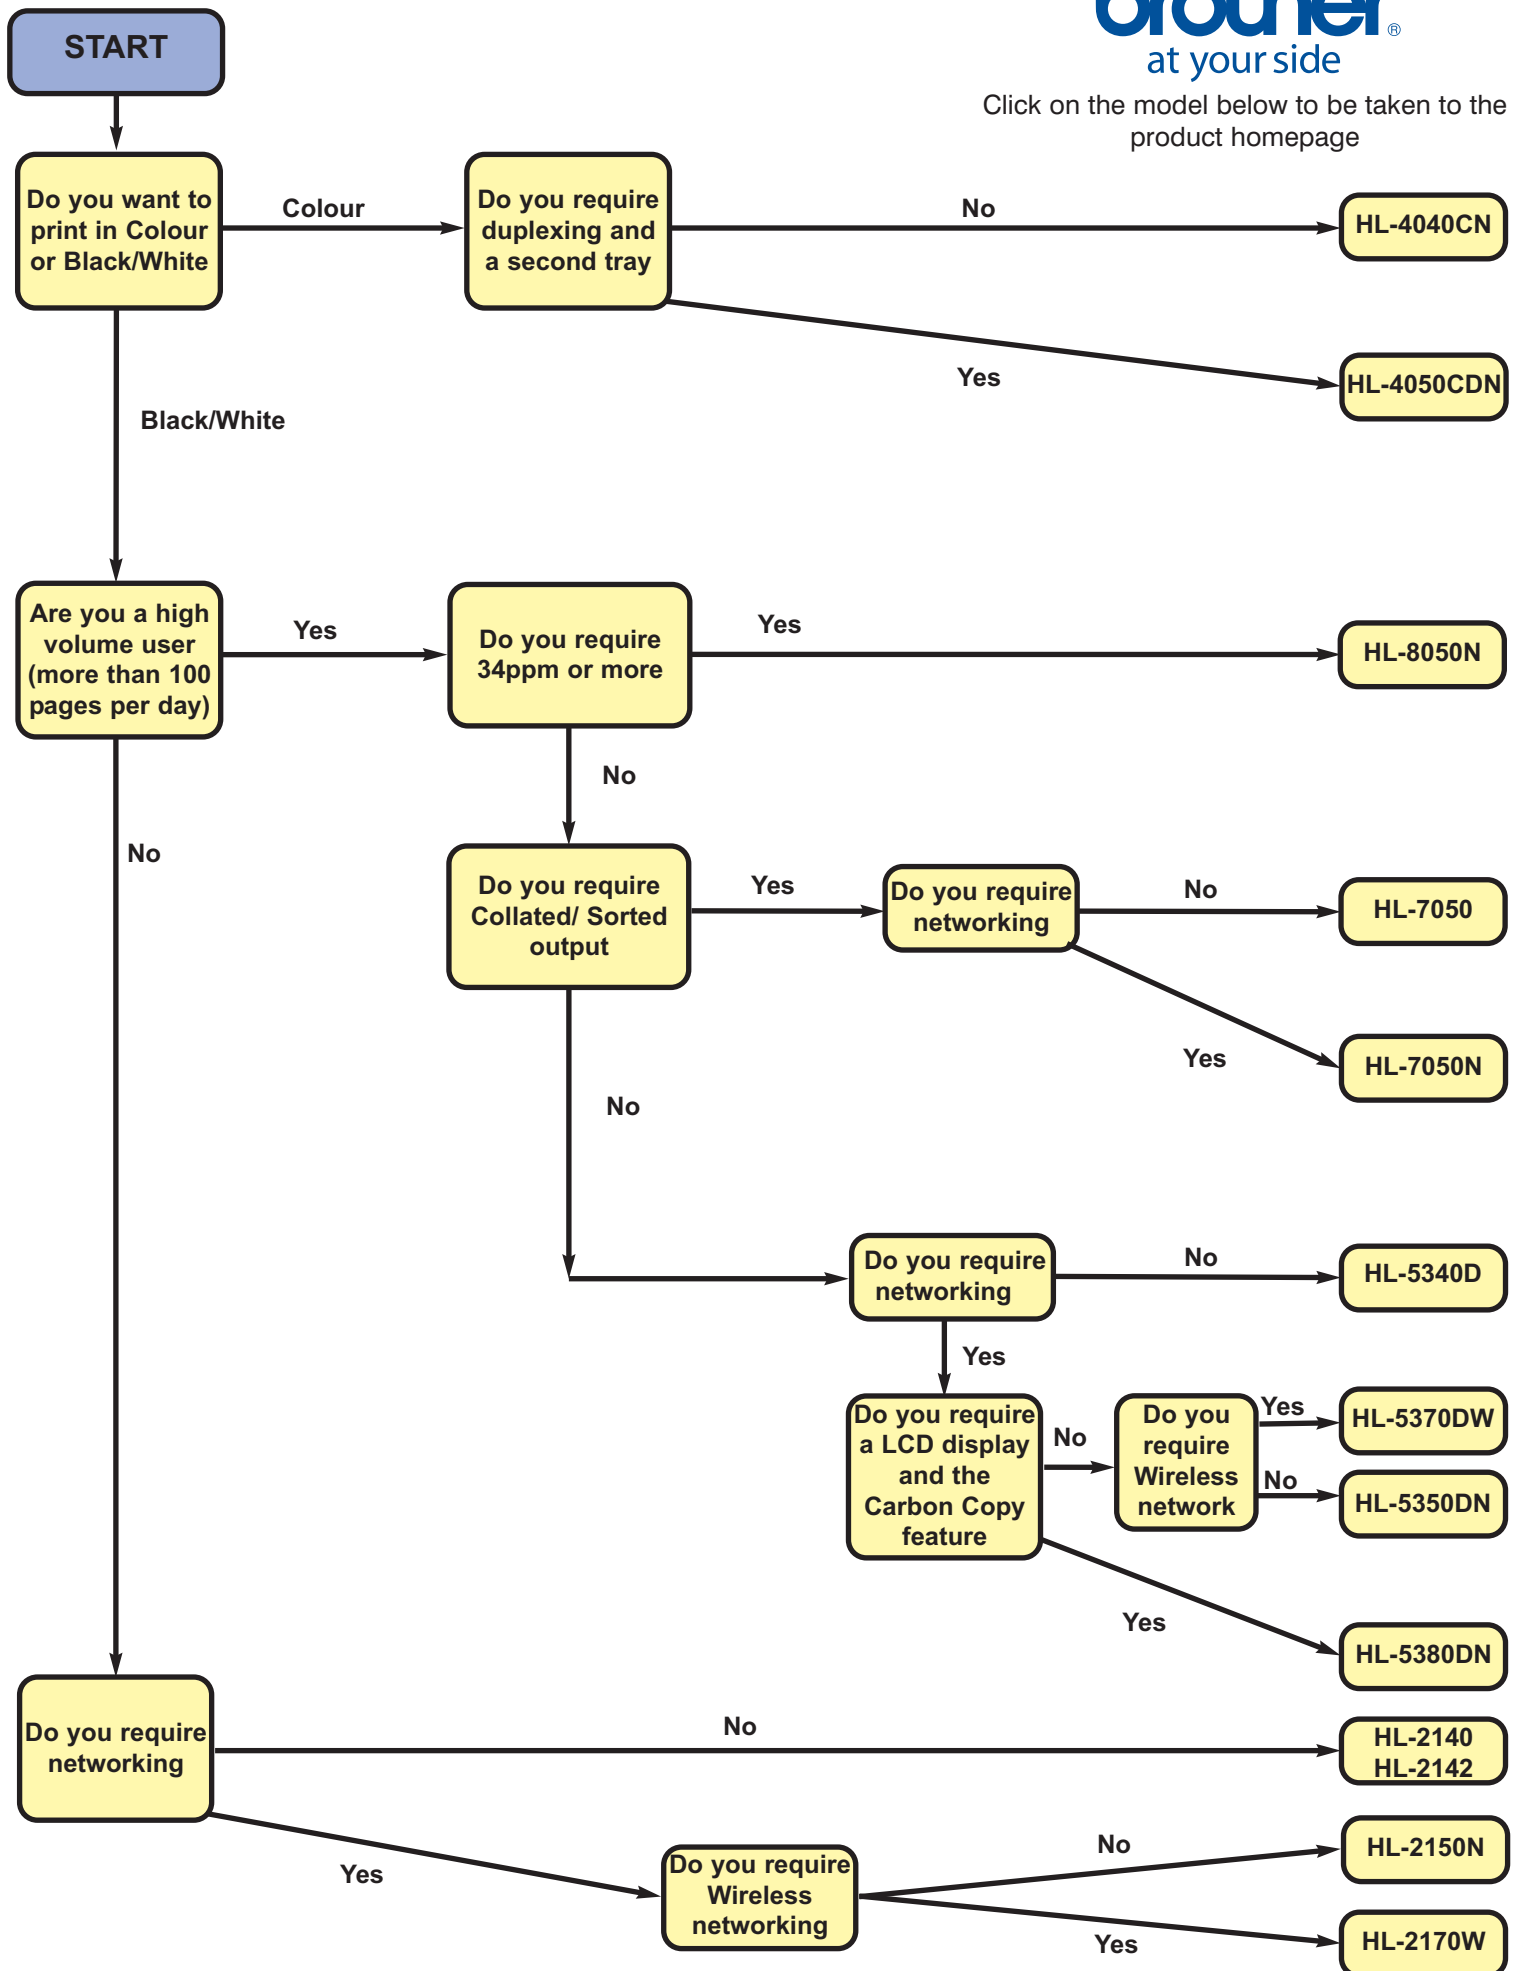 START
brother®
at your side
Click on the model below to be taken to the
product homepage
Do you want to
print in Colour
or Black/White
Colour
Do you require
duplexing and
a second tray
No
HL-4040CN
Yes
HL-4050CDN
Black/White
Are you a high
volume user
(more than 100
pages per day)
Yes
Do you require
34ppm or more
Yes
HL-8050N
No
No
Do you require
Collated/ Sorted
output
Yes
Do you require
networking
No
HL-7050
Yes
HL-7050N
No
Do you require
networking
No
HL-5340D
Yes
Do you require
a LCD display
and the
Carbon Copy
feature
No
Do you
require
Wireless
network
Yes
HL-5370DW
No
HL-5350DN
Yes
HL-5380DN
Do you require
networking
No
HL-2140
HL-2142
Yes
Do you require
Wireless
networking
No
HL-2150N
Yes
HL-2170W